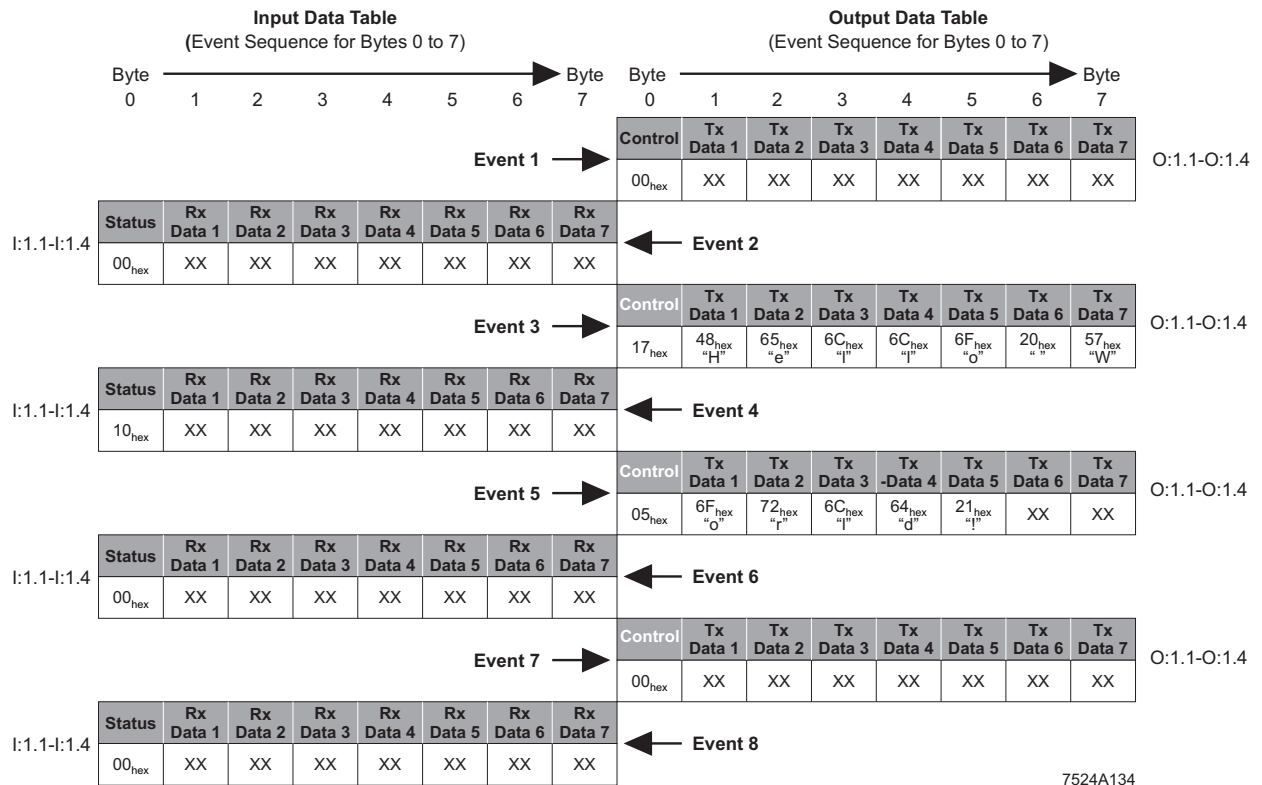 Input Data Table
(Event Sequence for Bytes 0 to 7)
Byte Byte
0 1 2 3 4 5 6 7
Output Data Table
(Event Sequence for Bytes 0 to 7)
Byte Byte
0 1 2 3 4 5 6 7
Event 1
Control Tx Data 1 Tx Data 2 Tx Data 3 Tx Data 4 Tx Data 5 Tx Data 6 Tx Data 7
00hex XX XX XX XX XX XX XX
O:1.1-O:1.4
I:1.1-I:1.4
Status Rx Data 1 Rx Data 2 Rx Data 3 Rx Data 4 Rx Data 5 Rx Data 6 Rx Data 7
00hex XX XX XX XX XX XX XX
Event 2
Event 3
Control Tx Data 1 Tx Data 2 Tx Data 3 Tx Data 4 Tx Data 5 Tx Data 6 Tx Data 7
17hex 48hex “H” 65hex “e” 6Chex “l” 6Chex “l” 6Fhex “o” 20hex “ ” 57hex “W”
O:1.1-O:1.4
I:1.1-I:1.4
Status Rx Data 1 Rx Data 2 Rx Data 3 Rx Data 4 Rx Data 5 Rx Data 6 Rx Data 7
10hex XX XX XX XX XX XX XX
Event 4
Event 5
Control Tx Data 1 Tx Data 2 Tx Data 3 Tx -Data 4 Tx Data 5 Tx Data 6 Tx Data 7
05hex 6Fhex “o” 72hex “r” 6Chex “l” 64hex “d” 21hex “!” XX XX
O:1.1-O:1.4
I:1.1-I:1.4
Status Rx Data 1 Rx Data 2 Rx Data 3 Rx Data 4 Rx Data 5 Rx Data 6 Rx Data 7
00hex XX XX XX XX XX XX XX
Event 6
Event 7
Control Tx Data 1 Tx Data 2 Tx Data 3 Tx Data 4 Tx Data 5 Tx Data 6 Tx Data 7
00hex XX XX XX XX XX XX XX
O:1.1-O:1.4
I:1.1-I:1.4
Status Rx Data 1 Rx Data 2 Rx Data 3 Rx Data 4 Rx Data 5 Rx Data 6 Rx Data 7
00hex XX XX XX XX XX XX XX
Event 8
7524A134